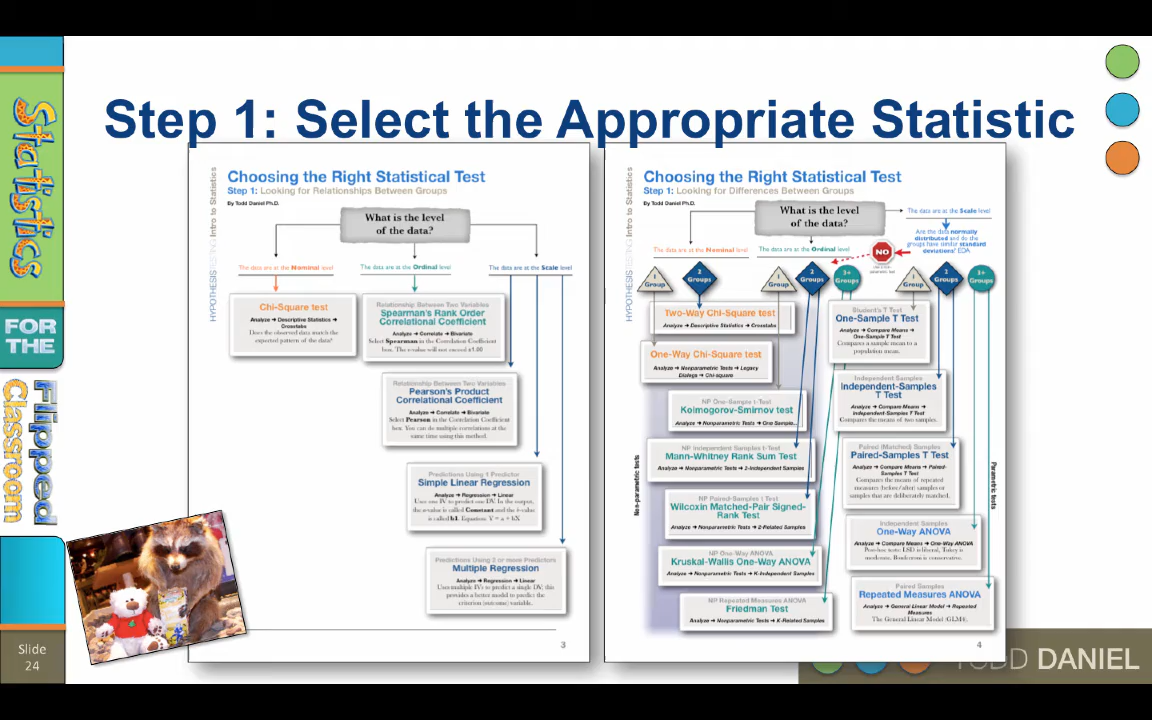 Statistics
FOR
THE
Flipped
Classroom
Slide
24
Step 1: Select the Appropriate Statistic
HYPOTHESIS TESTING Intro to Statistics
Choosing the Right Statistical Test
Step 1: Looking for Relationships Between Groups
By Todd Daniel Ph.D.
What is the level
of the data?
The data are at the Nominal level
The data are at the Ordinal level
The data are at the Scale level
Chi-Square test
Analyze ➔ Descriptive Statistics ➔
Crosstabs
Does the observed data match the
expected pattern of the data?
Relationship Between Two Variables
Spearman's Rank Order
Correlational Coefficient
Analyze ➔ Correlate ➔ Bivariate
Select Spearman in the Correlation Coefficient
box. The r-value will not exceed ±1.00
Relationship Between Two Variables
Pearson's Product
Correlational Coefficient
Analyze ➔ Correlate ➔ Bivariate
Select Pearson in the Correlation Coefficient
box. You can do multiple correlations at the
same time using this method.
Predictions Using 1 Predictor
Simple Linear Regression
Analyze ➔ Regression ➔ Linear
Uses one IV to predict one DV. In the output,
the a-value is called Constant and the b-value
is called b1. Equation: Y' = a + bX
Predictions Using 2 or more Predictors
Multiple Regression
Analyze ➔ Regression ➔ Linear
Uses multiple IVs to predict a single DV; this
provides a better model to predict the
criterion (outcome) variable.
3
HYPOTHESIS TESTING Intro to Statistics
Choosing the Right Statistical Test
Step 1: Looking for Differences Between Groups
By Todd Daniel Ph.D.
What is the level
of the data?
The data are at the Scale level
Are the data normally
distributed and do the
groups have similar standard
deviations? EDA
NO
The data are at the Nominal level
The data are at the Ordinal level
1
Group
2
Groups
1
Group
2
Groups
3+
Groups
1
Group
2
Groups
3+
Groups
Two-Way Chi-Square test
Analyze ➔ Descriptive Statistics ➔ Crosstabs
One-Way Chi-Square test
Analyze ➔ Nonparametric Tests ➔ Legacy
Dialogs ➔ Chi-square
NP One-Sample t-Test
Kolmogorov-Smirnov test
Analyze ➔ Nonparametric Tests ➔ One Sample...
NP Independent Samples t-Test
Mann-Whitney Rank Sum Test
Analyze ➔ Nonparametric Tests ➔ 2-Independent Samples
NP Paired-Samples t Test
Wilcoxin Matched-Pair Signed-
Rank Test
Analyze ➔ Nonparametric Tests ➔ 2-Related Samples
NP One-Way ANOVA
Kruskal-Wallis One-Way ANOVA
Analyze ➔ Nonparametric Tests ➔ K-Independent Samples
NP Repeated Measures ANOVA
Friedman Test
Analyze ➔ Nonparametric Tests ➔ K-Related Samples
Non-parametric tests
Student's T Test
One-Sample T Test
Analyze ➔ Compare Means ➔
One-Sample T Test
Compares a sample mean to a
population mean.
Independent Samples
Independent-Samples
T Test
Analyze ➔ Compare Means ➔
Independent-Samples T Test
Compares the means of two samples.
Paired (Matched) Samples
Paired-Samples T Test
Analyze ➔ Compare Means ➔ Paired-
Samples T Test
Compares the means of repeated
measures (before/after) samples or
samples that are deliberately matched.
Independent Samples
One-Way ANOVA
Analyze ➔ Compare Means ➔ One-Way ANOVA
Post-hoc tests: LSD is liberal, Tukey is
moderate, Bonferroni is conservative.
Paired Samples
Repeated Measures ANOVA
Analyze ➔ General Linear Model ➔ Repeated
Measures
The General Linear Model (GLM).
Parametric tests
4
TODD DANIEL